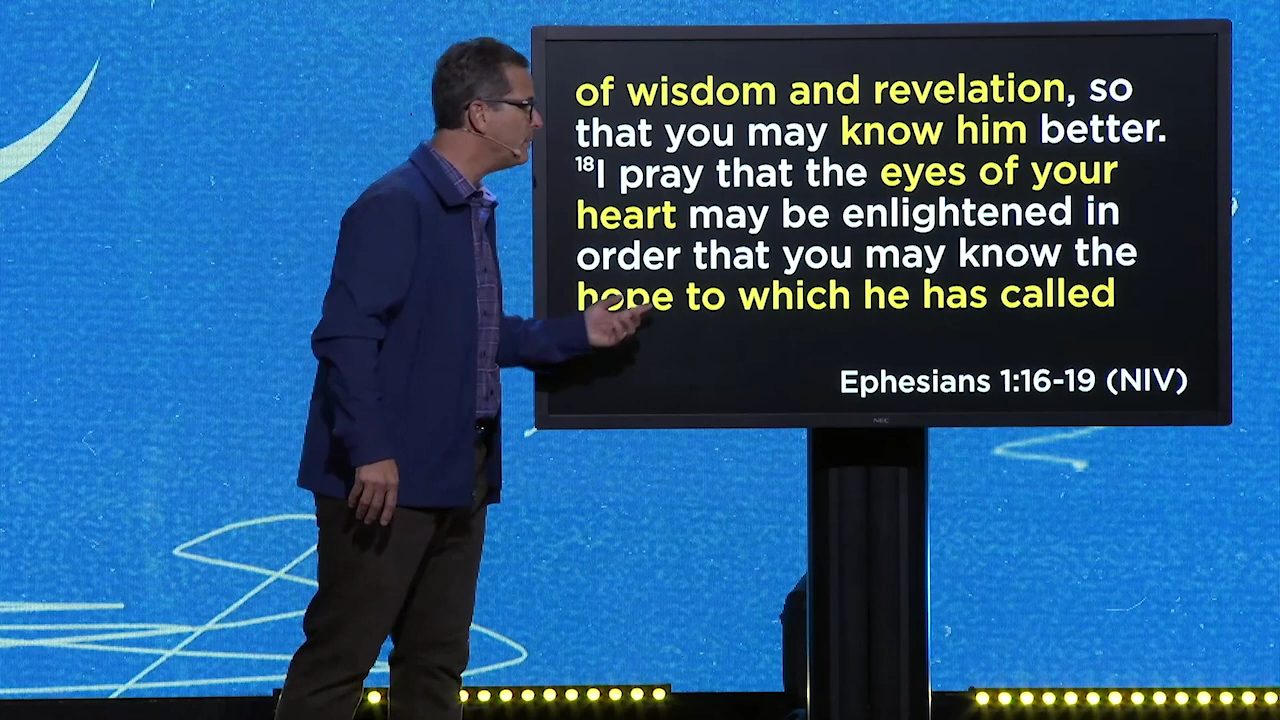 of wisdom and revelation, so
that you may know him better.
¹⁸I pray that the eyes of your
heart may be enlightened in
order that you may know the
hope to which he has called
Ephesians 1:16-19 (NIV)
NEC